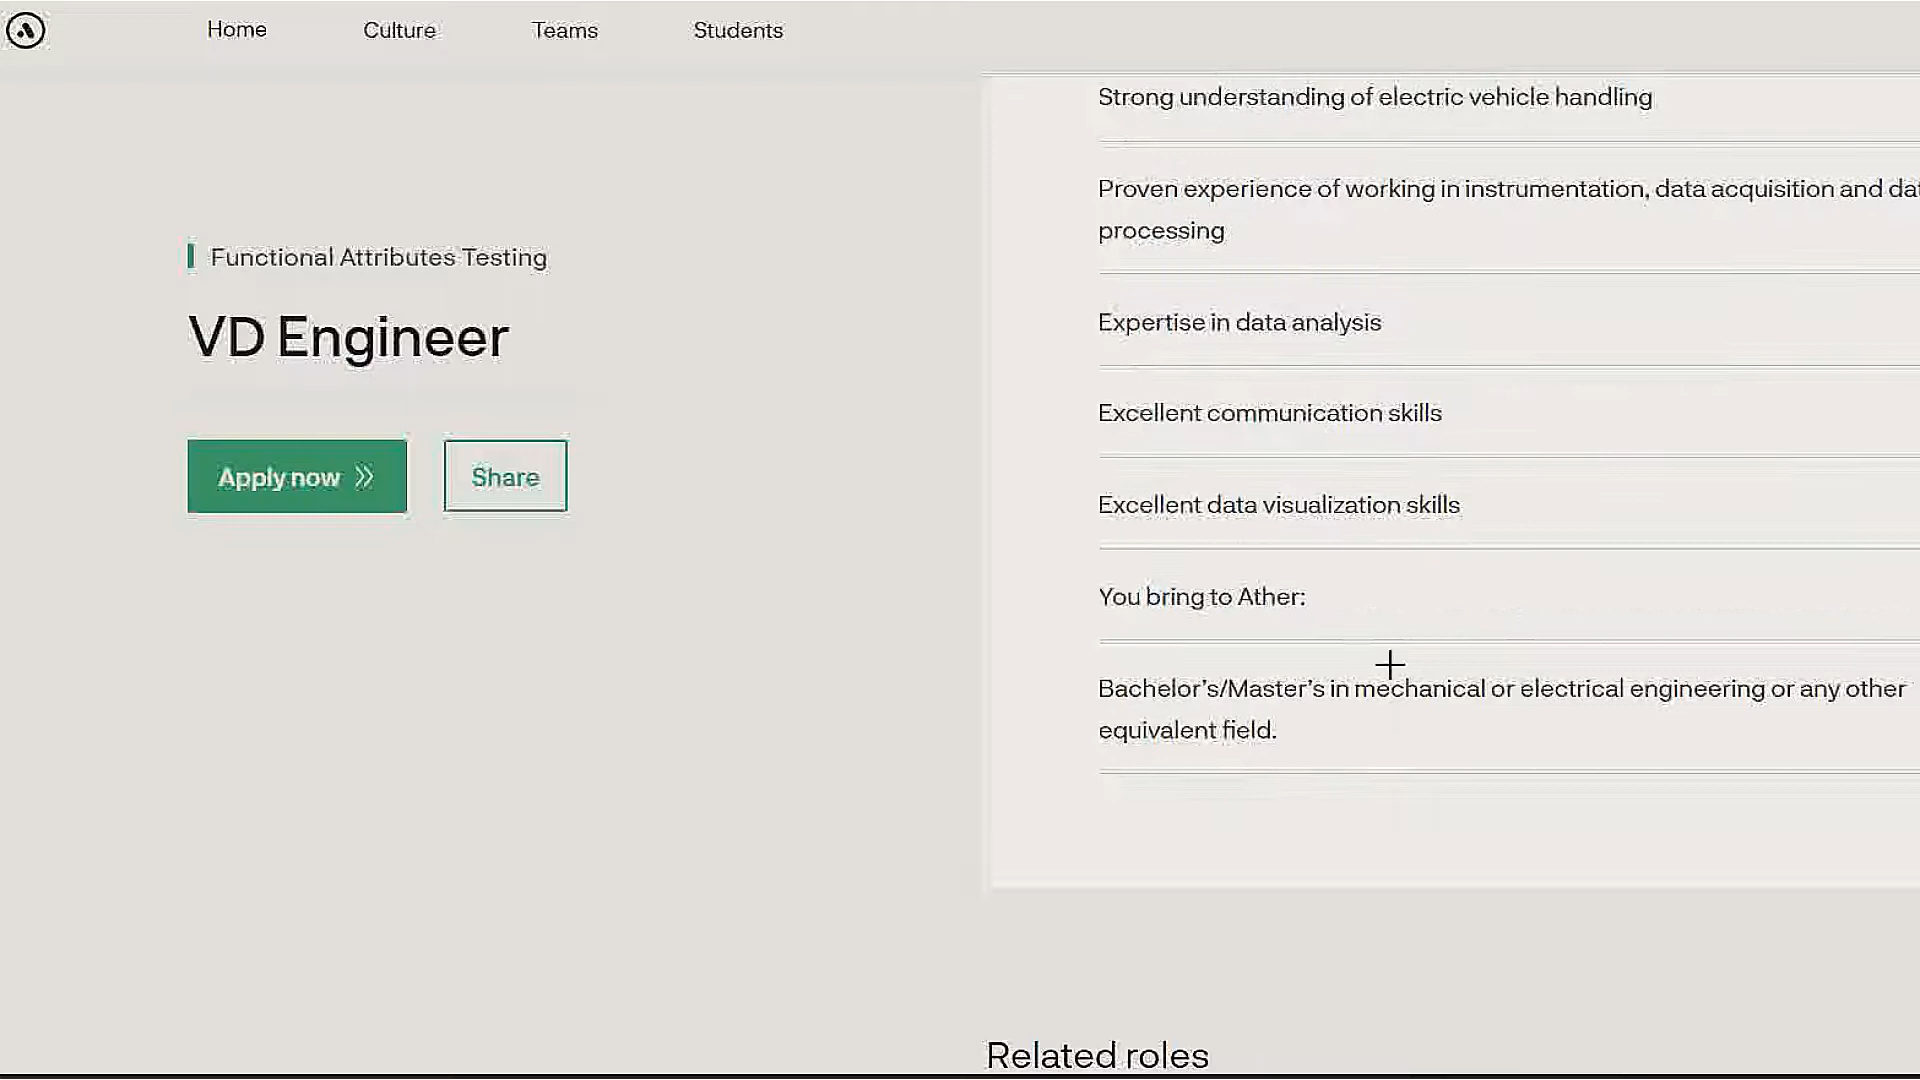 Home Culture Teams Students
Functional Attributes Testing
VD Engineer
Apply now
Share
Strong understanding of electric vehicle handling
Proven experience of working in instrumentation, data acquisition and
processing
Expertise in data analysis
Excellent communication skills
Excellent data visualization skills
You bring to Ather:
Bachelor’s/Master’s in mechanical or electrical engineering or any other
equivalent field.
Related roles